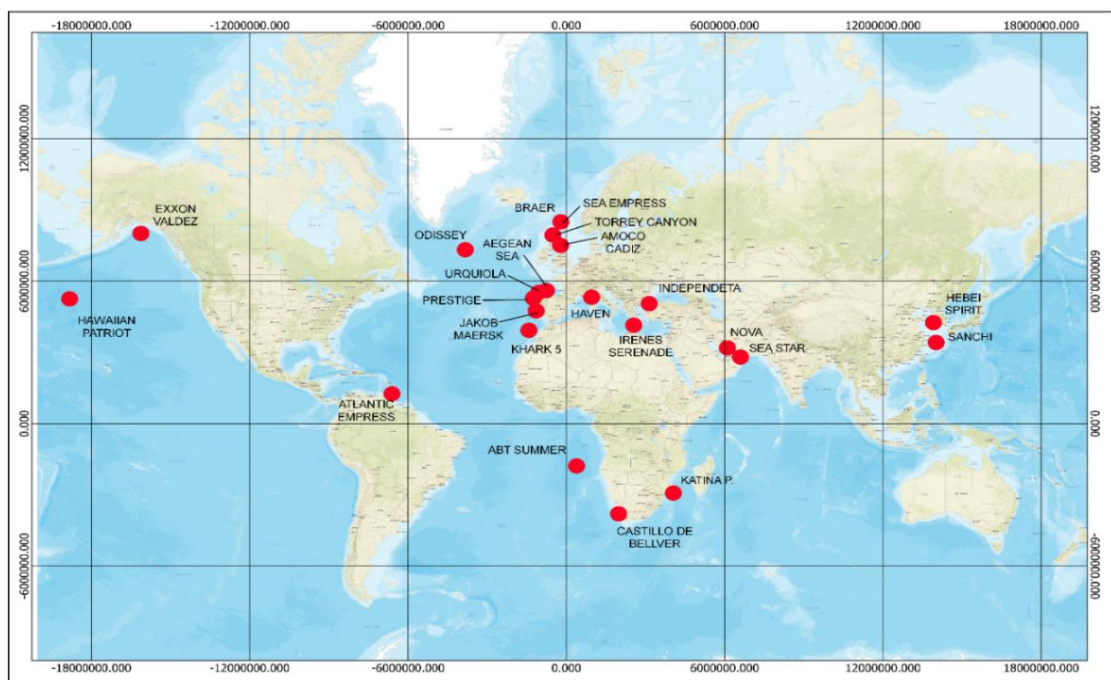 -18000000.000 -12000000.000 -6000000.000 0.000 6000000.000 12000000.000 18000000.000
12000000.000
12000000.000
EXXON
VALDEZ
BRAER
SEA EMPRESS
TORREY CANYON
ODISSEY
AEGEAN
SEA
AMOCO
CADIZ
URQUIOLA
6000000.000
6000000.000
PRESTIGE
INDEPENDETA
HEBEI
SPIRIT
HAWAIIAN
PATRIOT
JAKOB
MAERSK
HAVEN
KHARK 5
IRENES
SERENADE
NOVA
SEA STAR
SANCHI
ATLANTIC
EMPRESS
0.000
0.000
ABT SUMMER
KATINA P.
CASTILLO DE
BELLVER
-6000000.000
-6000000.000
-18000000.000 -12000000.000 -6000000.000 0.000 6000000.000 12000000.000 18000000.000